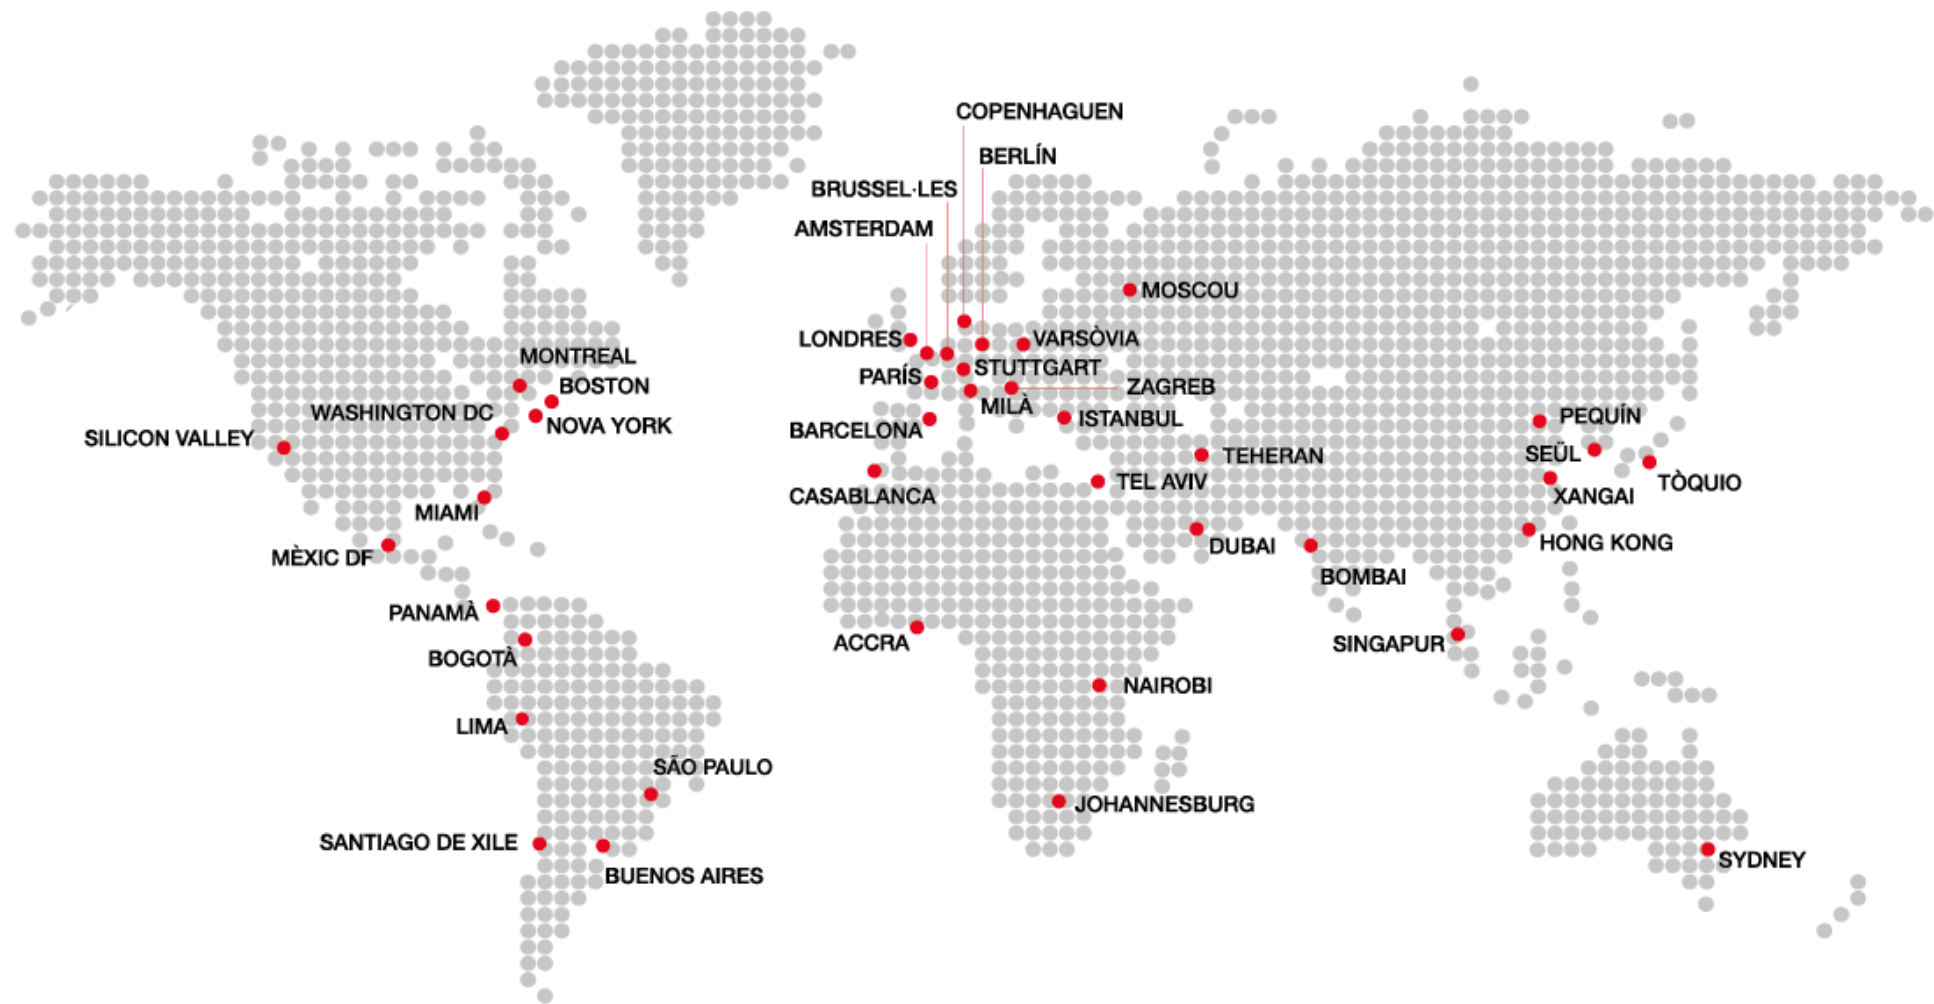 COPENHAGUEN
BERLÍN
BRUSSEL·LES
AMSTERDAM
MOSCOU
LONDRES
VARSÒVIA
MONTREAL
STUTTGART
PARÍS
BOSTON
ZAGREB
MILÀ
WASHINGTON DC
PEQUÍN
ISTANBUL
NOVA YORK
BARCELONA
SILICON VALLEY
SEÜL
TEHERAN
TEL AVIV
TÒQUIO
CASABLANCA
XANGAI
MIAMI
HONG KONG
DUBAI
MÈXIC DF
BOMBAI
PANAMÀ
ACCRA
SINGAPUR
BOGOTÀ
NAIROBI
LIMA
SÃO PAULO
JOHANNESBURG
SANTIAGO DE XILE
SYDNEY
BUENOS AIRES